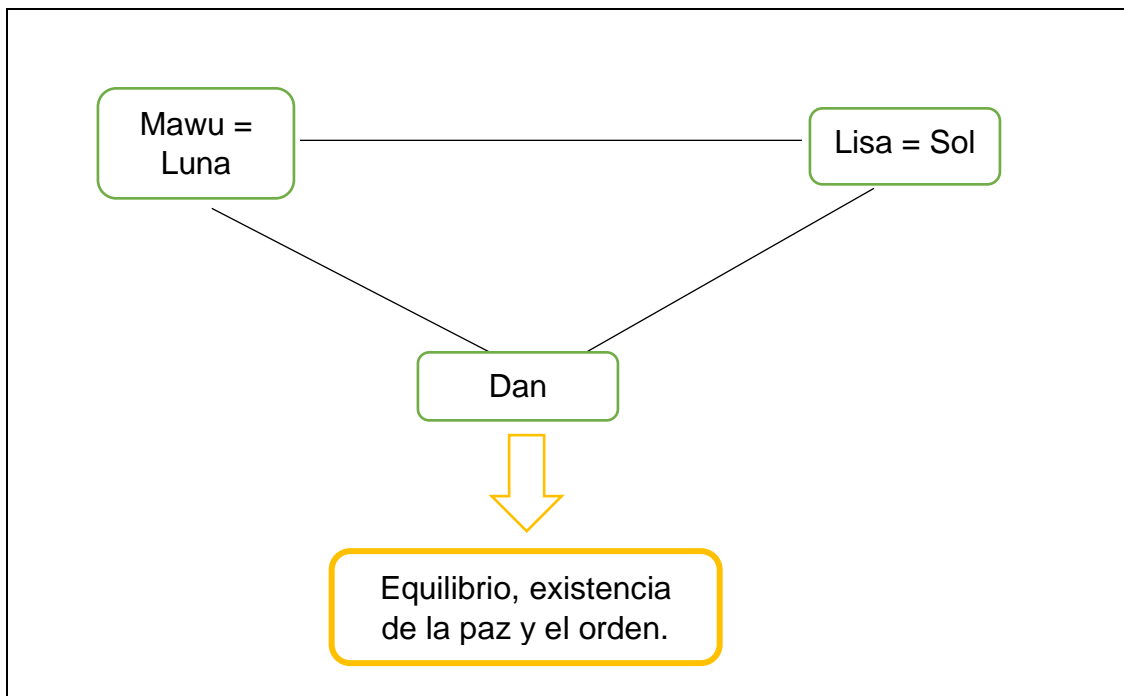 Mawu =
Luna
Lisa = Sol
Dan
Equilibrio, existencia
de la paz y el orden.